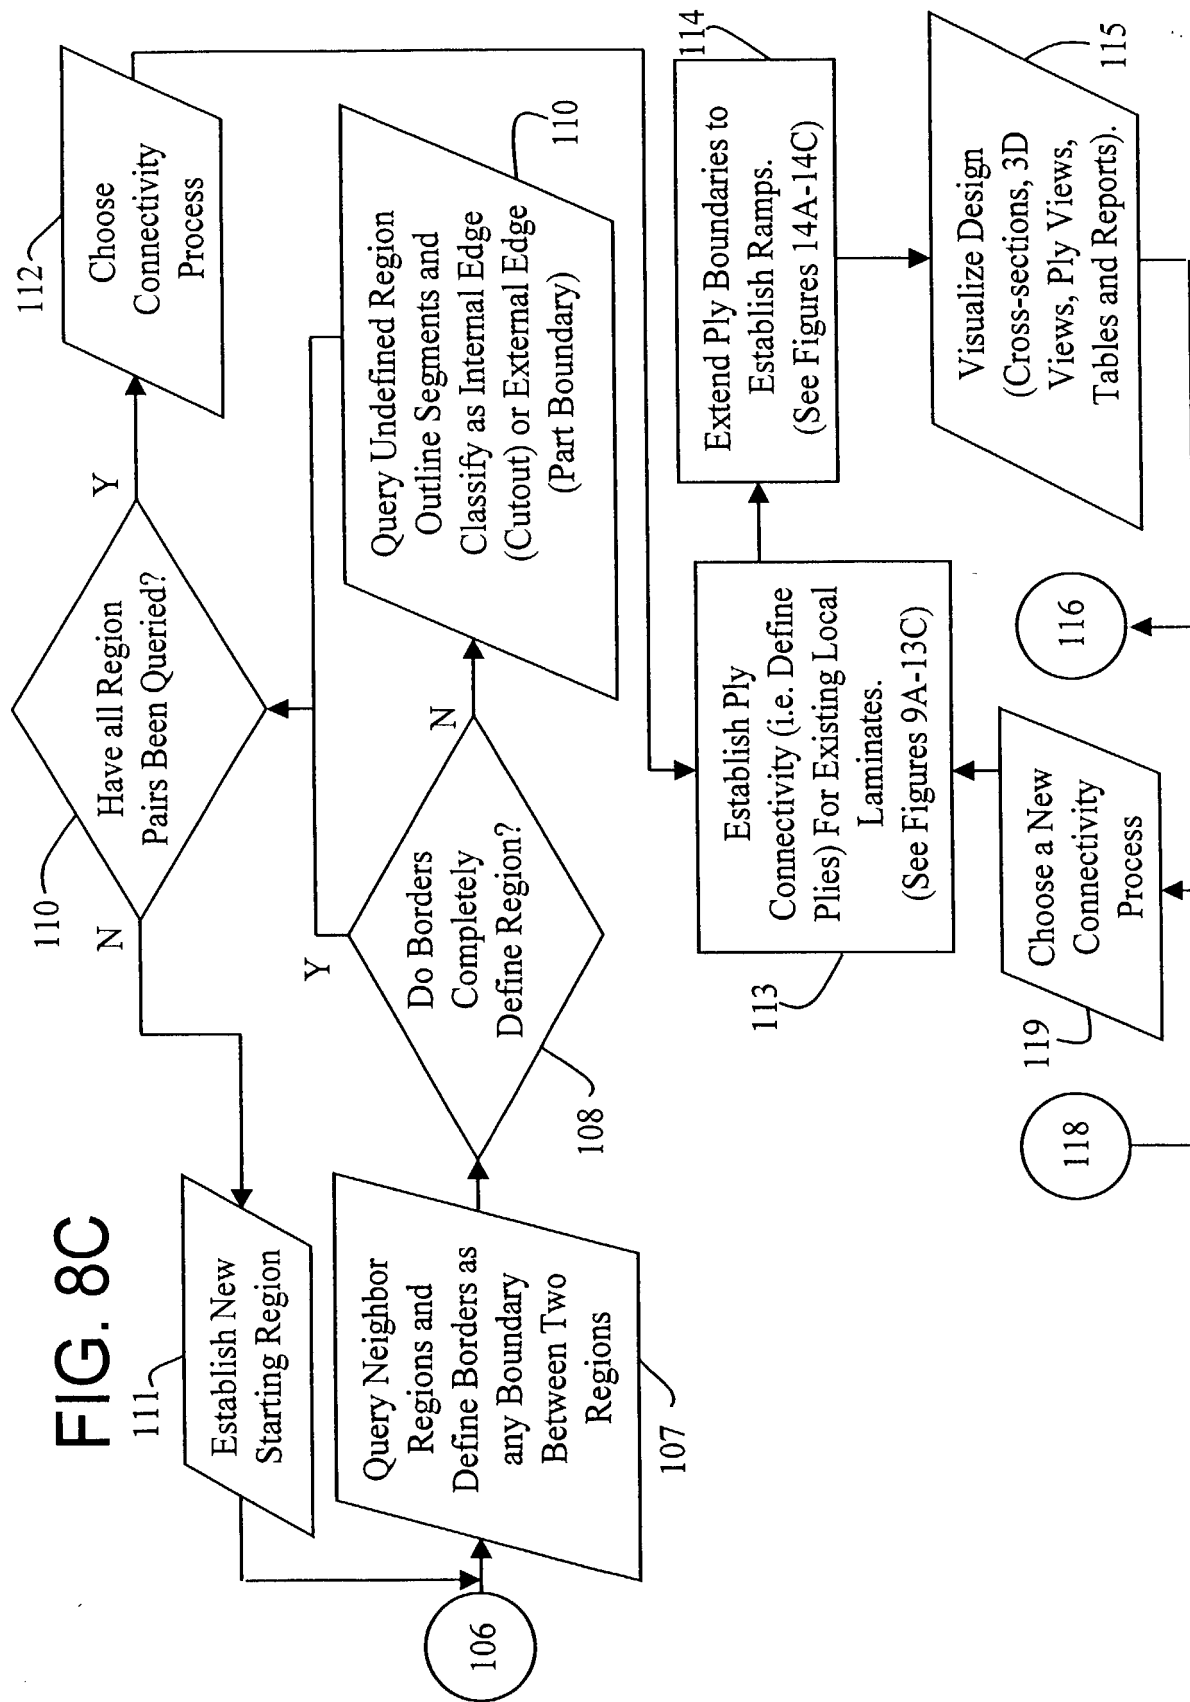 FIG. 8C
111
Establish New
Starting Region
110
N
Have all Region
Pairs Been Queried?
Y
112
Choose
Connectivity
Process
106
Query Neighbor
Regions and
Define Borders as
any Boundary
Between Two
Regions
107
Y
Do Borders
Completely
Define Region?
N
108
Query Undefined Region
Outline Segments and
Classify as Internal Edge
(Cutout) or External Edge
(Part Boundary)
110
113
Establish Ply
Connectivity (i.e. Define
Plies) For Existing Local
Laminates.
(See Figures 9A-13C)
Extend Ply Boundaries to
Establish Ramps.
(See Figures 14A-14C)
114
118
119
Choose a New
Connectivity
Process
116
Visualize Design
(Cross-sections, 3D
Views, Ply Views,
Tables and Reports).
115